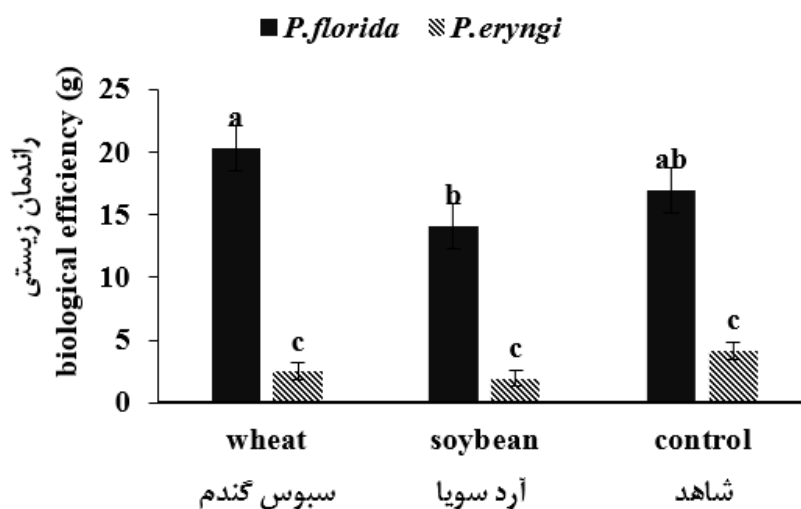 P.florida P.eryngi
راندمان زیستی
biological efficiency (g)
25
20
15
10
5
0
a
c
b
c
ab
c
wheat soybean control
سبوس گندم آرد سویا شاهد